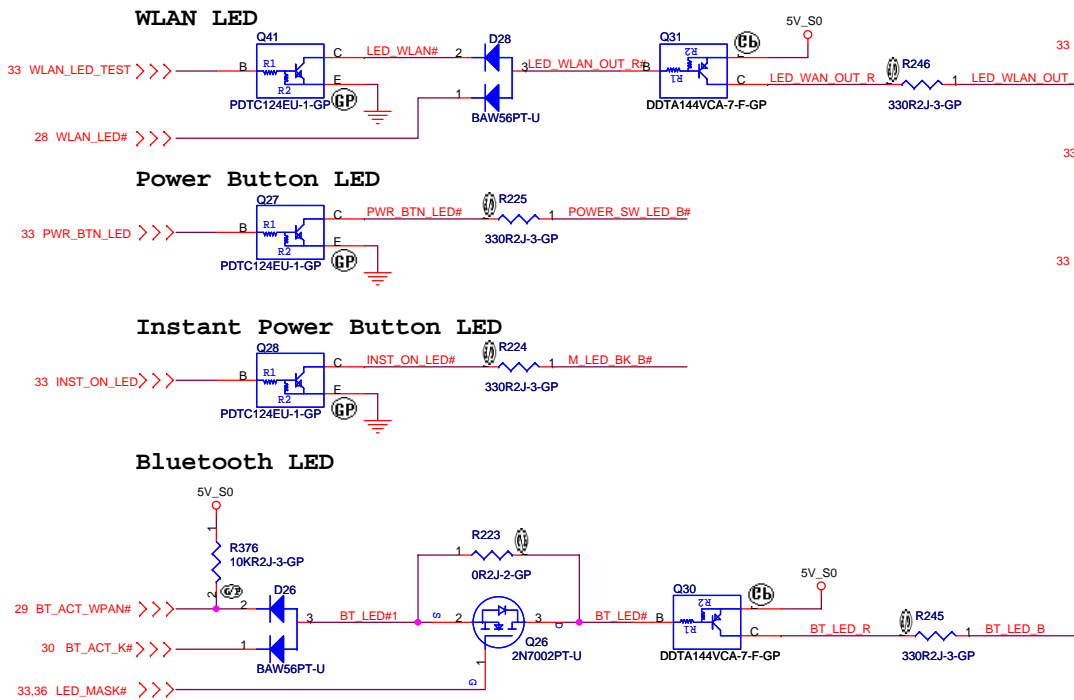 WLAN LED
5V_S0
Q41
D28
Q31
R1
R2
C
B
E
LED_WLAN#
2
1
3
LED_WLAN_OUT_R#
B
R2
R1
C
LED_WAN_OUT_R
R246
1
LED_WLAN_OUT
33
33 WLAN_LED_TEST
PDTC124EU-1-GP
GP
BAW56PT-U
DDTA144VCA-7-F-GP
330R2J-3-GP
28 WLAN_LED#
33
Power Button LED
Q27
R1
R2
C
B
E
PWR_BTN_LED#
R225
1
POWER_SW_LED_B#
33 PWR_BTN_LED
330R2J-3-GP
PDTC124EU-1-GP
GP
33
Instant Power Button LED
Q28
R1
R2
C
B
E
INST_ON_LED#
R224
1
M_LED_BK_B#
33 INST_ON_LED
330R2J-3-GP
PDTC124EU-1-GP
GP
Bluetooth LED
5V_S0
1
R376
10KR2J-3-GP
2
G/P
R223
1
0R2J-2-GP
5V_S0
29 BT_ACT_WPAN#
D26
2
1
3
BT_LED#1
S
2
3
D
BT_LED#
Q30
B
R2
R1
E
C
BT_LED_R
R245
1
BT_LED_B
30 BT_ACT_K#
BAW56PT-U
Q26
2N7002PT-U
DDTA144VCA-7-F-GP
330R2J-3-GP
1
G
33,36 LED_MASK#